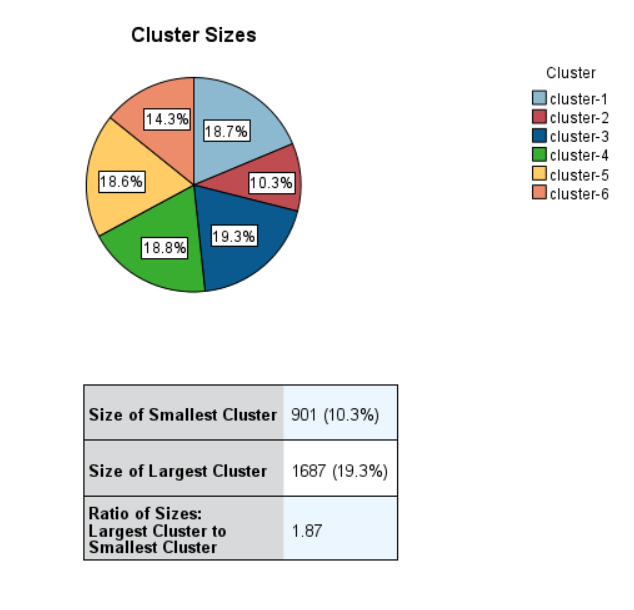 Cluster Sizes
Cluster
cluster-1
cluster-2
cluster-3
cluster-4
cluster-5
cluster-6
14.3%
18.7%
18.6%
10.3%
19.3%
18.8%
Size of Smallest Cluster 901 (10.3%)
Size of Largest Cluster 1687 (19.3%)
Ratio of Sizes:
Largest Cluster to 1.87
Smallest Cluster